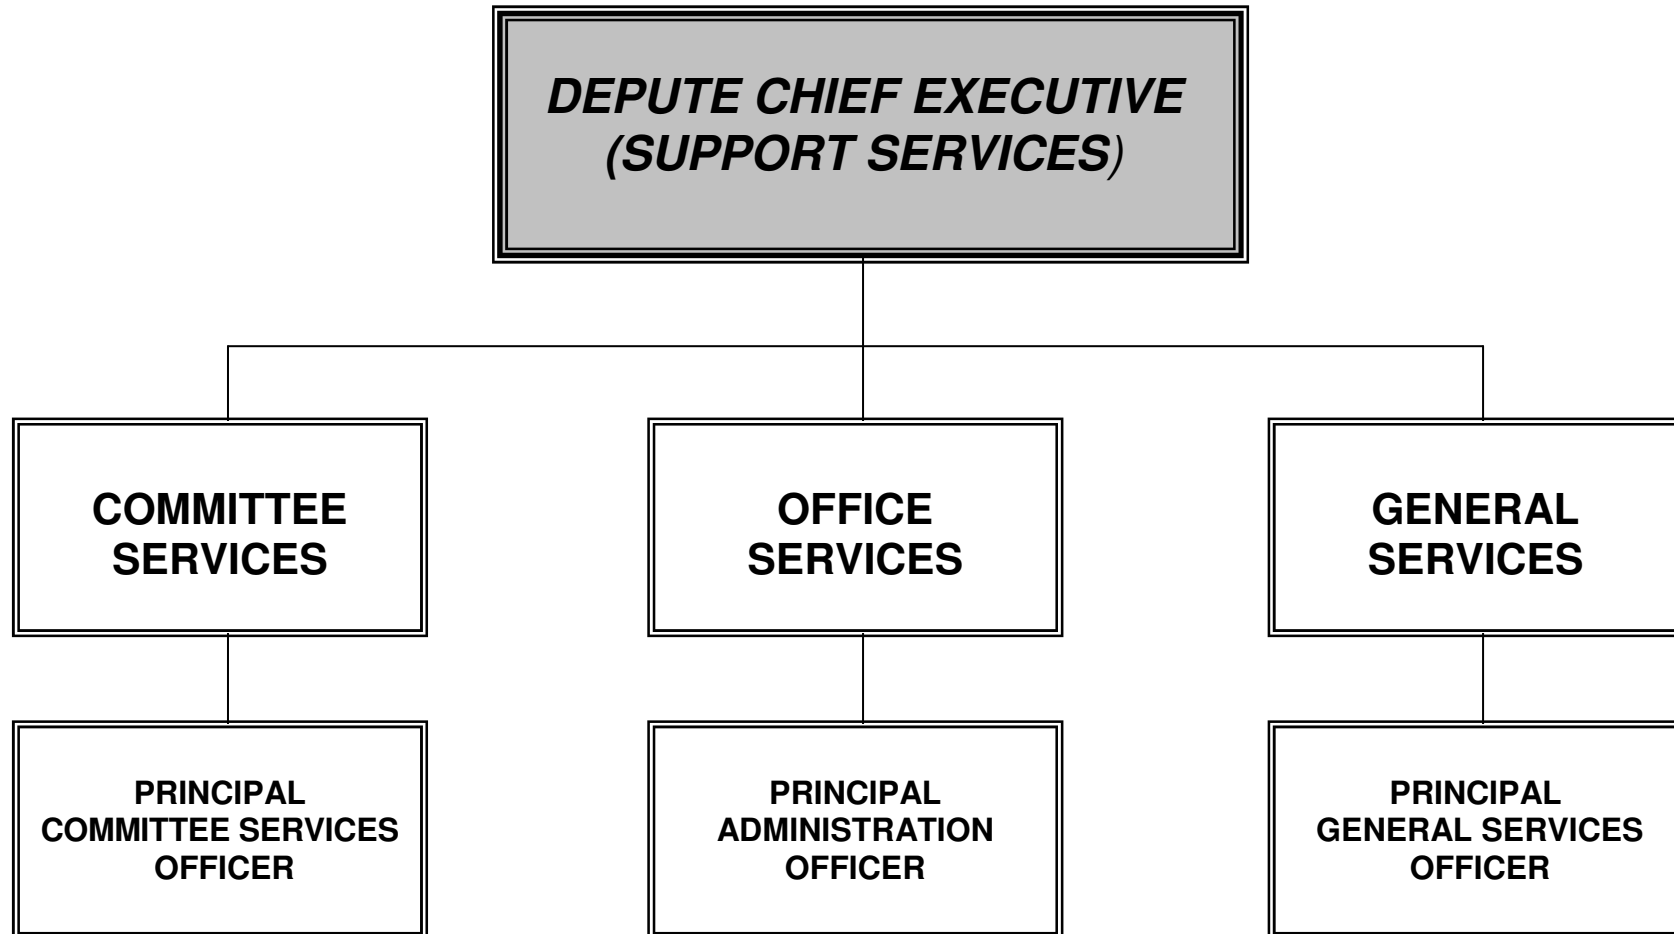 DEPUTE CHIEF EXECUTIVE
(SUPPORT SERVICES)
COMMITTEE
SERVICES
OFFICE
SERVICES
GENERAL
SERVICES
PRINCIPAL
COMMITTEE SERVICES
OFFICER
PRINCIPAL
ADMINISTRATION
OFFICER
PRINCIPAL
GENERAL SERVICES
OFFICER